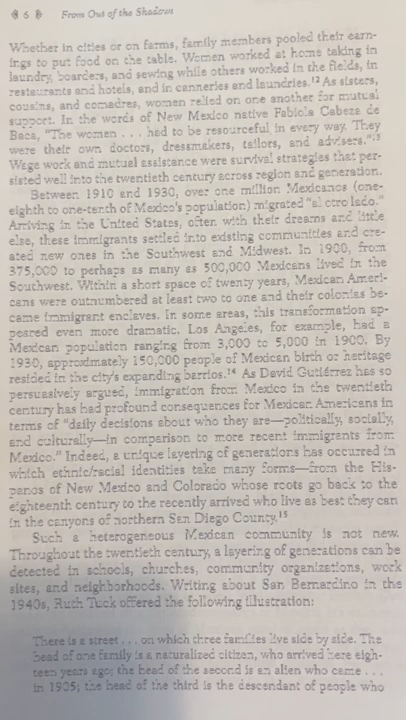 6 From Out of the Shadows
Whether in cities or on farms, family members pooled their earn-
ings to put food on the table. Women worked at home taking in
laundry, boarders, and sewing while others worked in the fields, in
restaurants and hotels, and in canneries and laundries.12 As sisters,
cousins, and comadres, women relied on one another for mutual
support. In the words of New Mexico native Fabiola Cabeza de
Baca, "The women . . . had to be resourceful in every way. They
were their own doctors, dressmakers, tailors, and advisers."13
Wage work and mutual assistance were survival strategies that per-
sisted well into the twentieth century across region and generation.
Between 1910 and 1930, over one million Mexicanos (one-
eighth to one-tenth of Mexico's population) migrated "al otro lado."
Arriving in the United States, often with their dreams and little
else, these immigrants settled into existing communities and cre-
ated new ones in the Southwest and Midwest. In 1900, from
375,000 to perhaps as many as 500,000 Mexicans lived in the
Southwest. Within a short space of twenty years, Mexican Ameri-
cans were outnumbered at least two to one and their colonias be-
came immigrant enclaves. In some areas, this transformation ap-
peared even more dramatic. Los Angeles, for example, had a
Mexican population ranging from 3,000 to 5,000 in 1900. By
1930, approximately 150,000 people of Mexican birth or heritage
resided in the city's expanding barrios.14 As David Gutiérrez has so
persuasively argued, immigration from Mexico in the twentieth
century has had profound consequences for Mexican Americans in
terms of "daily decisions about who they are—politically, socially,
and culturally—in comparison to more recent immigrants from
Mexico." Indeed, a unique layering of generations has occurred in
which ethnic/racial identities take many forms—from the His-
panos of New Mexico and Colorado whose roots go back to the
eighteenth century to the recently arrived who live as best they can
in the canyons of northern San Diego County.15
Such a heterogeneous Mexican community is not new.
Throughout the twentieth century, a layering of generations can be
detected in schools, churches, community organizations, work
sites, and neighborhoods. Writing about San Bernardino in the
1940s, Ruth Tuck offered the following illustration:
There is a street . . . on which three families live side by side. The
head of one family is a naturalized citizen, who arrived here eigh-
teen years ago; the head of the second is an alien who came . . .
in 1905; the head of the third is the descendant of people who